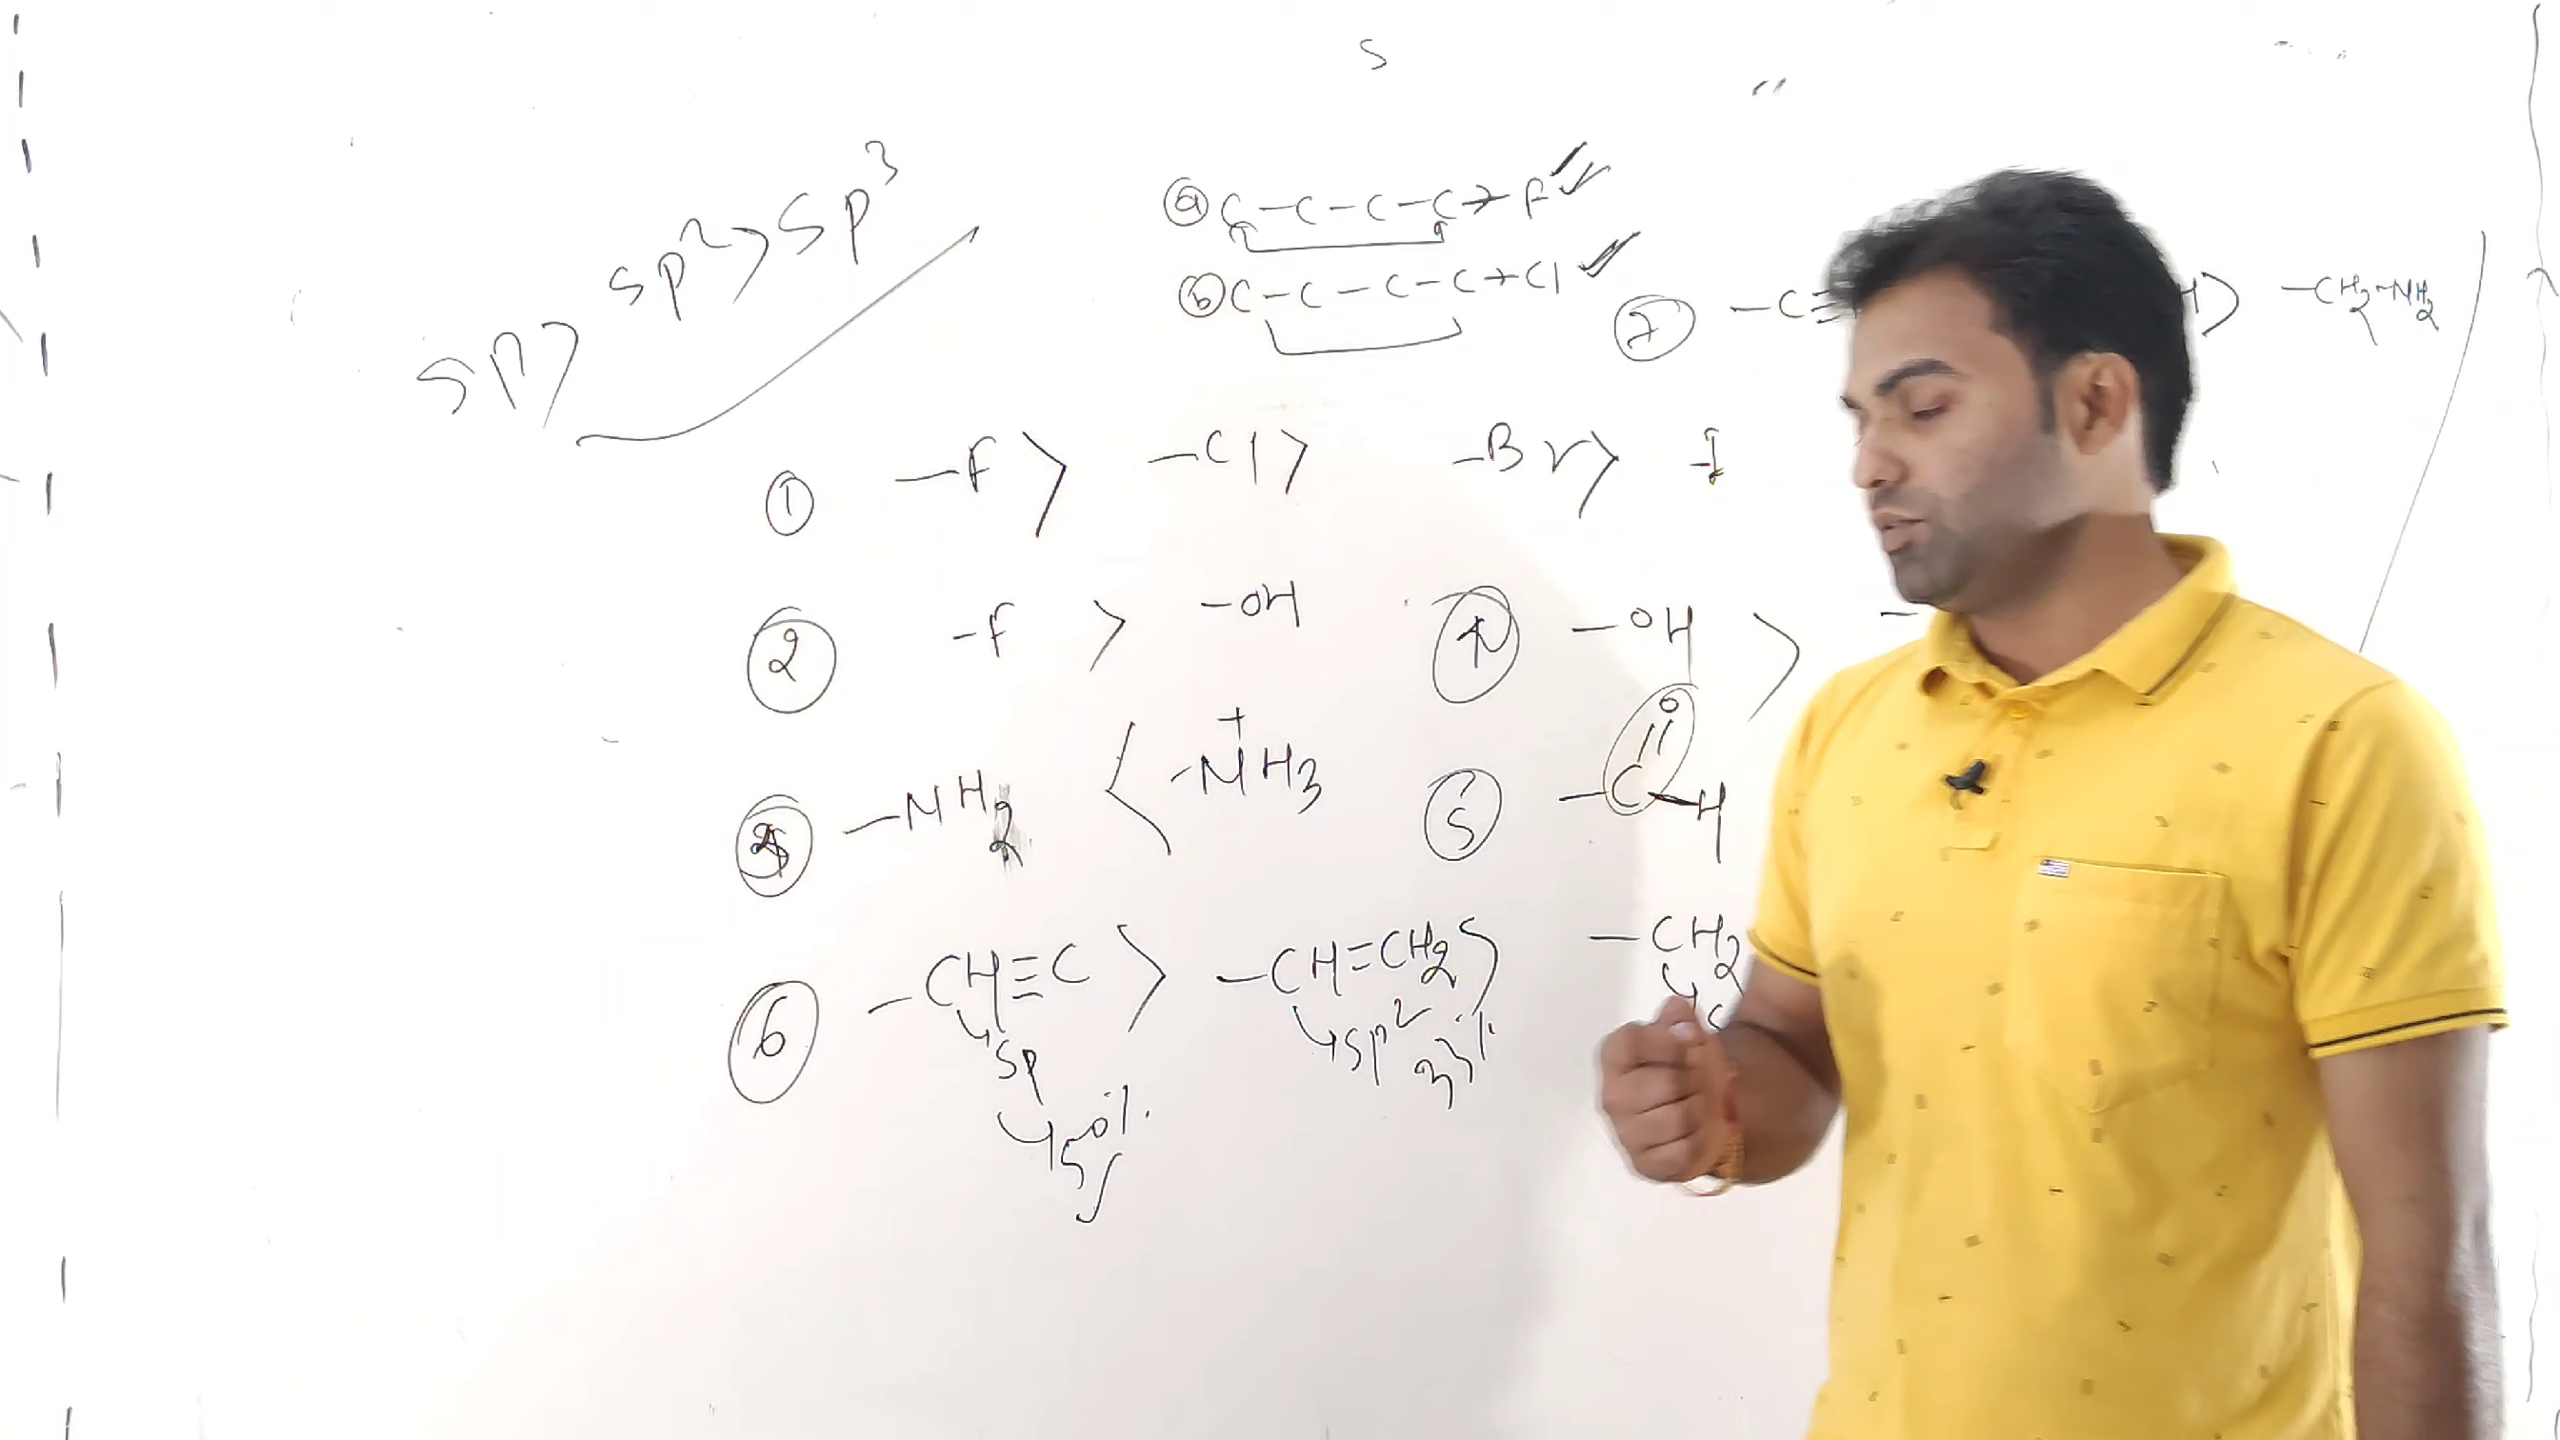 S
sp> sp²> sp³
ⓐ C-C-C-C→F
ⓑ C-C-C-C→Cl
⑦ -C≡ H> -CH₂-NH₂
① -F > -Cl > -Br > -I
② -F > -OH
④ -OH >
-NH₂ < -N⁺H₃
⑤ -C(=O)-H
⑥ -CH≡C > -CH=CH₂ > -CH₂
↳sp ↳sp² 33%
↳50% S